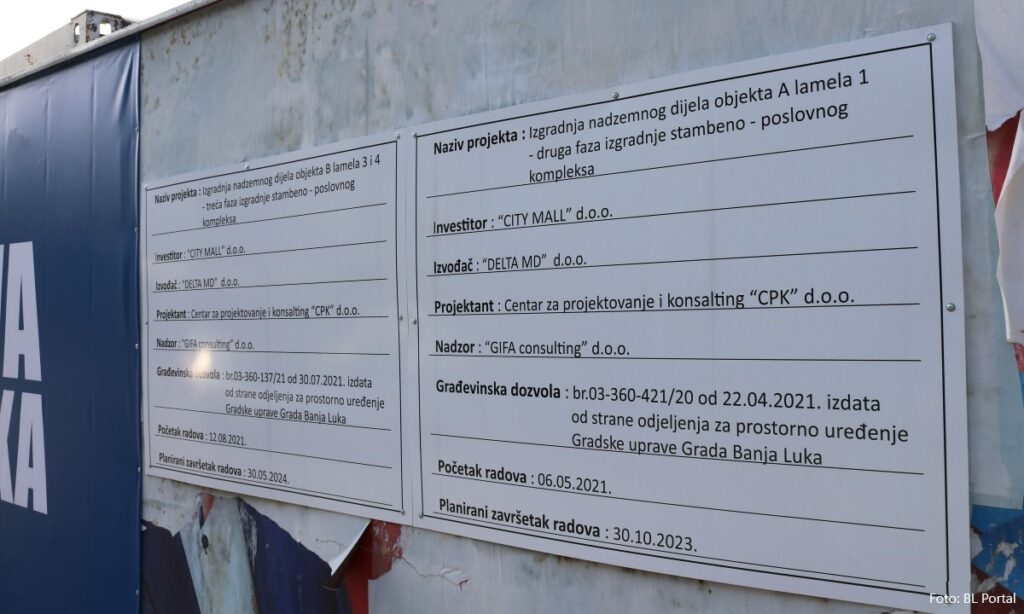 VA
KA
Naziv projekta : Izgradnja nadzemnog dijela objekta B lamela 3 i 4
- treća faza izgradnje stambeno - poslovnog
kompleksa
Investitor : "CITY MALL" d.o.o.
Izvođač : "DELTA MD" d.o.o.
Projektant : Centar za projektovanje i konsalting "CPK" d.o.o.
Nadzor : "GIFA consulting" d.o.o.
Građevinska dozvola : br.03-360-137/21 od 30.07.2021. izdata
od strane odjeljenja za prostorno uređenje
Gradske uprave Grada Banja Luka
Početak radova : 12.08.2021.
Planirani završetak radova : 30.05.2024.
Naziv projekta : Izgradnja nadzemnog dijela objekta A lamela 1
- druga faza izgradnje stambeno - poslovnog
kompleksa
Investitor : "CITY MALL" d.o.o.
Izvođač : "DELTA MD" d.o.o.
Projektant : Centar za projektovanje i konsalting "CPK" d.o.o.
Nadzor : "GIFA consulting" d.o.o.
Građevinska dozvola : br.03-360-421/20 od 22.04.2021. izdata
od strane odjeljenja za prostorno uređenje
Gradske uprave Grada Banja Luka
Početak radova : 06.05.2021.
Planirani završetak radova : 30.10.2023.
Foto: BL Portal